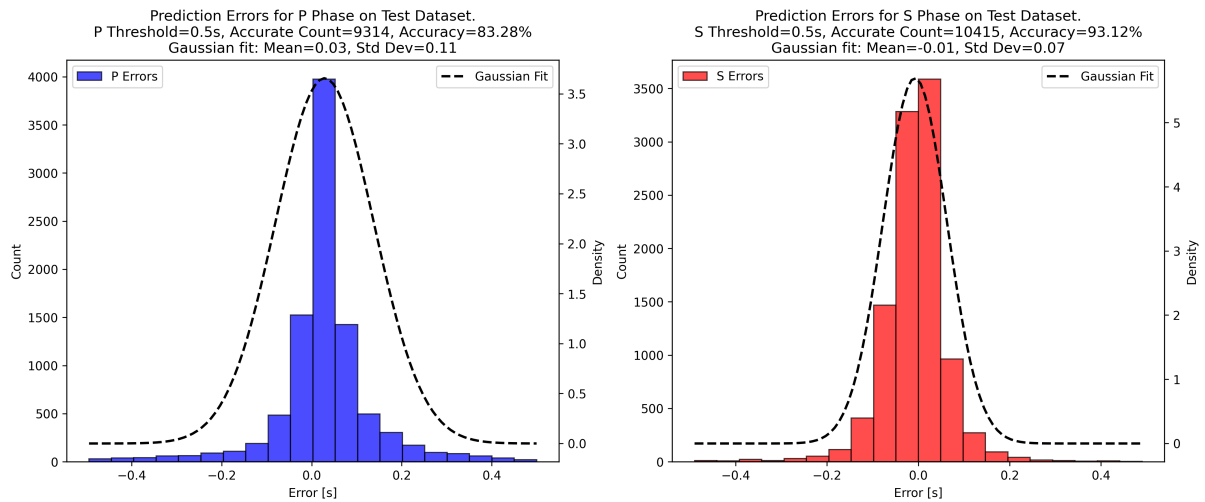 Prediction Errors for P Phase on Test Dataset.
P Threshold=0.5s, Accurate Count=9314, Accuracy=83.28%
Gaussian fit: Mean=0.03, Std Dev=0.11
P Errors
Gaussian Fit
4000
3500
3000
2500
2000
1500
1000
500
0
Count
3.5
3.0
2.5
2.0
1.5
1.0
0.5
0.0
Density
−0.4
−0.2
0.0
0.2
0.4
Error [s]
Prediction Errors for S Phase on Test Dataset.
S Threshold=0.5s, Accurate Count=10415, Accuracy=93.12%
Gaussian fit: Mean=-0.01, Std Dev=0.07
S Errors
Gaussian Fit
3500
3000
2500
2000
1500
1000
500
0
Count
5
4
3
2
1
0
Density
−0.4
−0.2
0.0
0.2
0.4
Error [s]